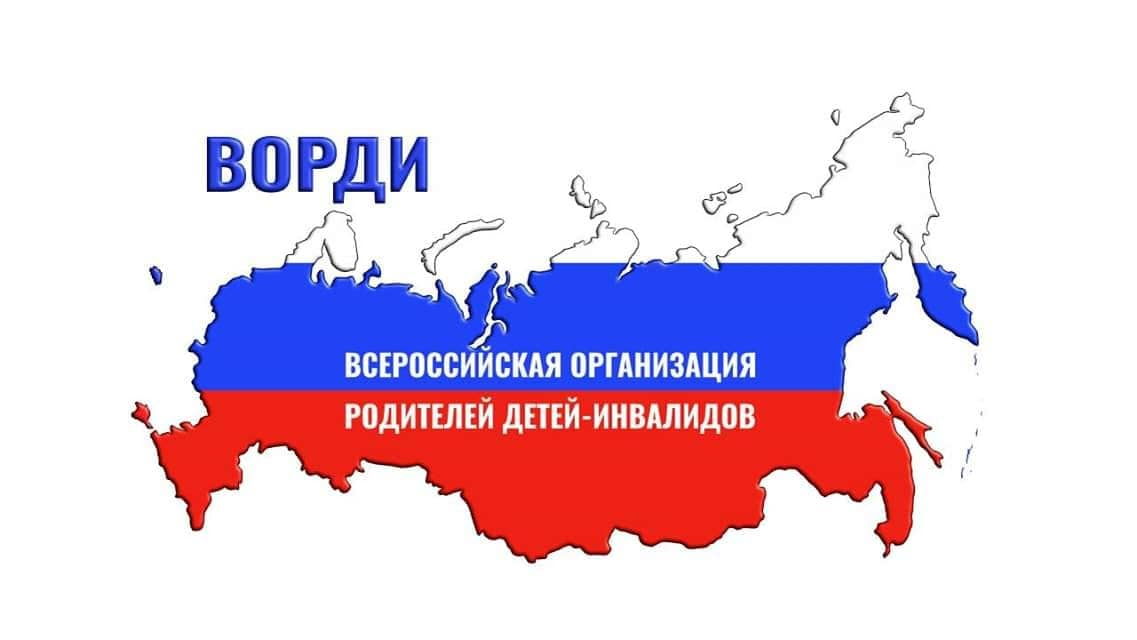 ВОРДИ
ВСЕРОССИЙСКАЯ ОРГАНИЗАЦИЯ
РОДИТЕЛЕЙ ДЕТЕЙ-ИНВАЛИДОВ